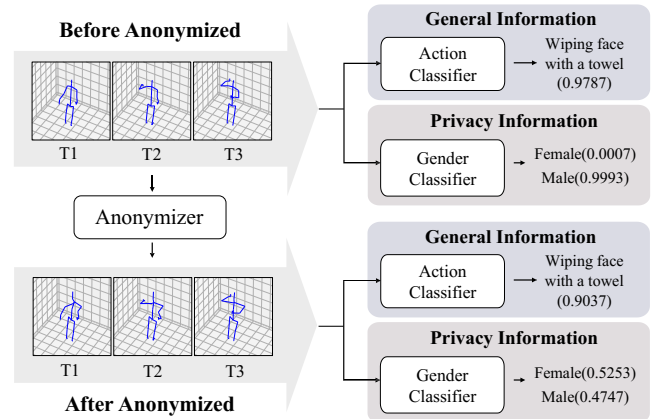 Before Anonymized
T1
T2
T3
General Information
Action
Classifier
Wiping face
with a towel
(0.9787)
Privacy Information
Gender
Classifier
Female(0.0007)
Male(0.9993)
Anonymizer
T1
T2
T3
After Anonymized
General Information
Action
Classifier
Wiping face
with a towel
(0.9037)
Privacy Information
Gender
Classifier
Female(0.5253)
Male(0.4747)